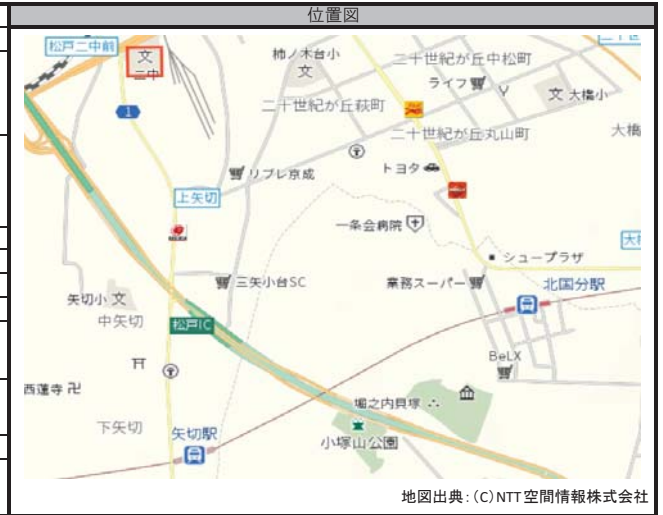 位置図
松戸二中前
文
二中
柿ノ木台小
文
二十世紀が丘中松町
ライフ
文 大橋小
1
二十世紀が丘萩町
二十世紀が丘丸山町
大橋
リブレ京成
トヨタ
上矢切
一条会病院
シュープラザ
三矢小台SC
業務スーパー
北国分駅
矢切小 文
中矢切
松戸IC
BeLX
西蓮寺 卍
堀之内貝塚
下矢切
矢切駅
小塚山公園
地図出典：(C)NTT空間情報株式会社